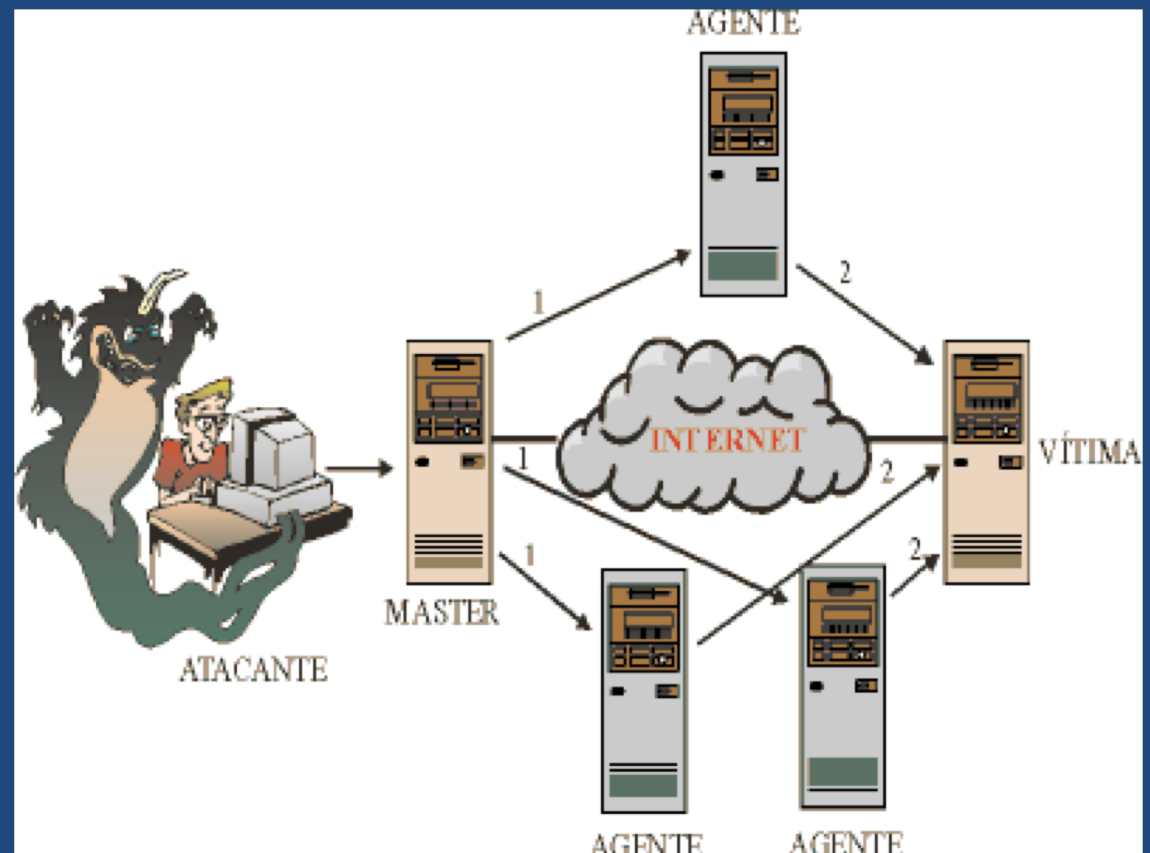 AGENTE
1
2
INTERNET
1
2
VÍTIMA
1
2
MASTER
ATACANTE
AGENTE
AGENTE